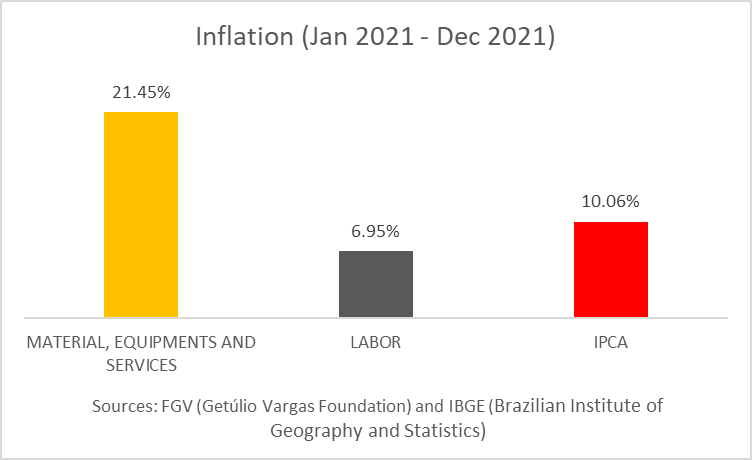 Inflation (Jan 2021 - Dec 2021)
21.45%
6.95%
10.06%
MATERIAL, EQUIPMENTS AND
SERVICES
LABOR
IPCA
Sources: FGV (Getúlio Vargas Foundation) and IBGE (Brazilian Institute of
Geography and Statistics)